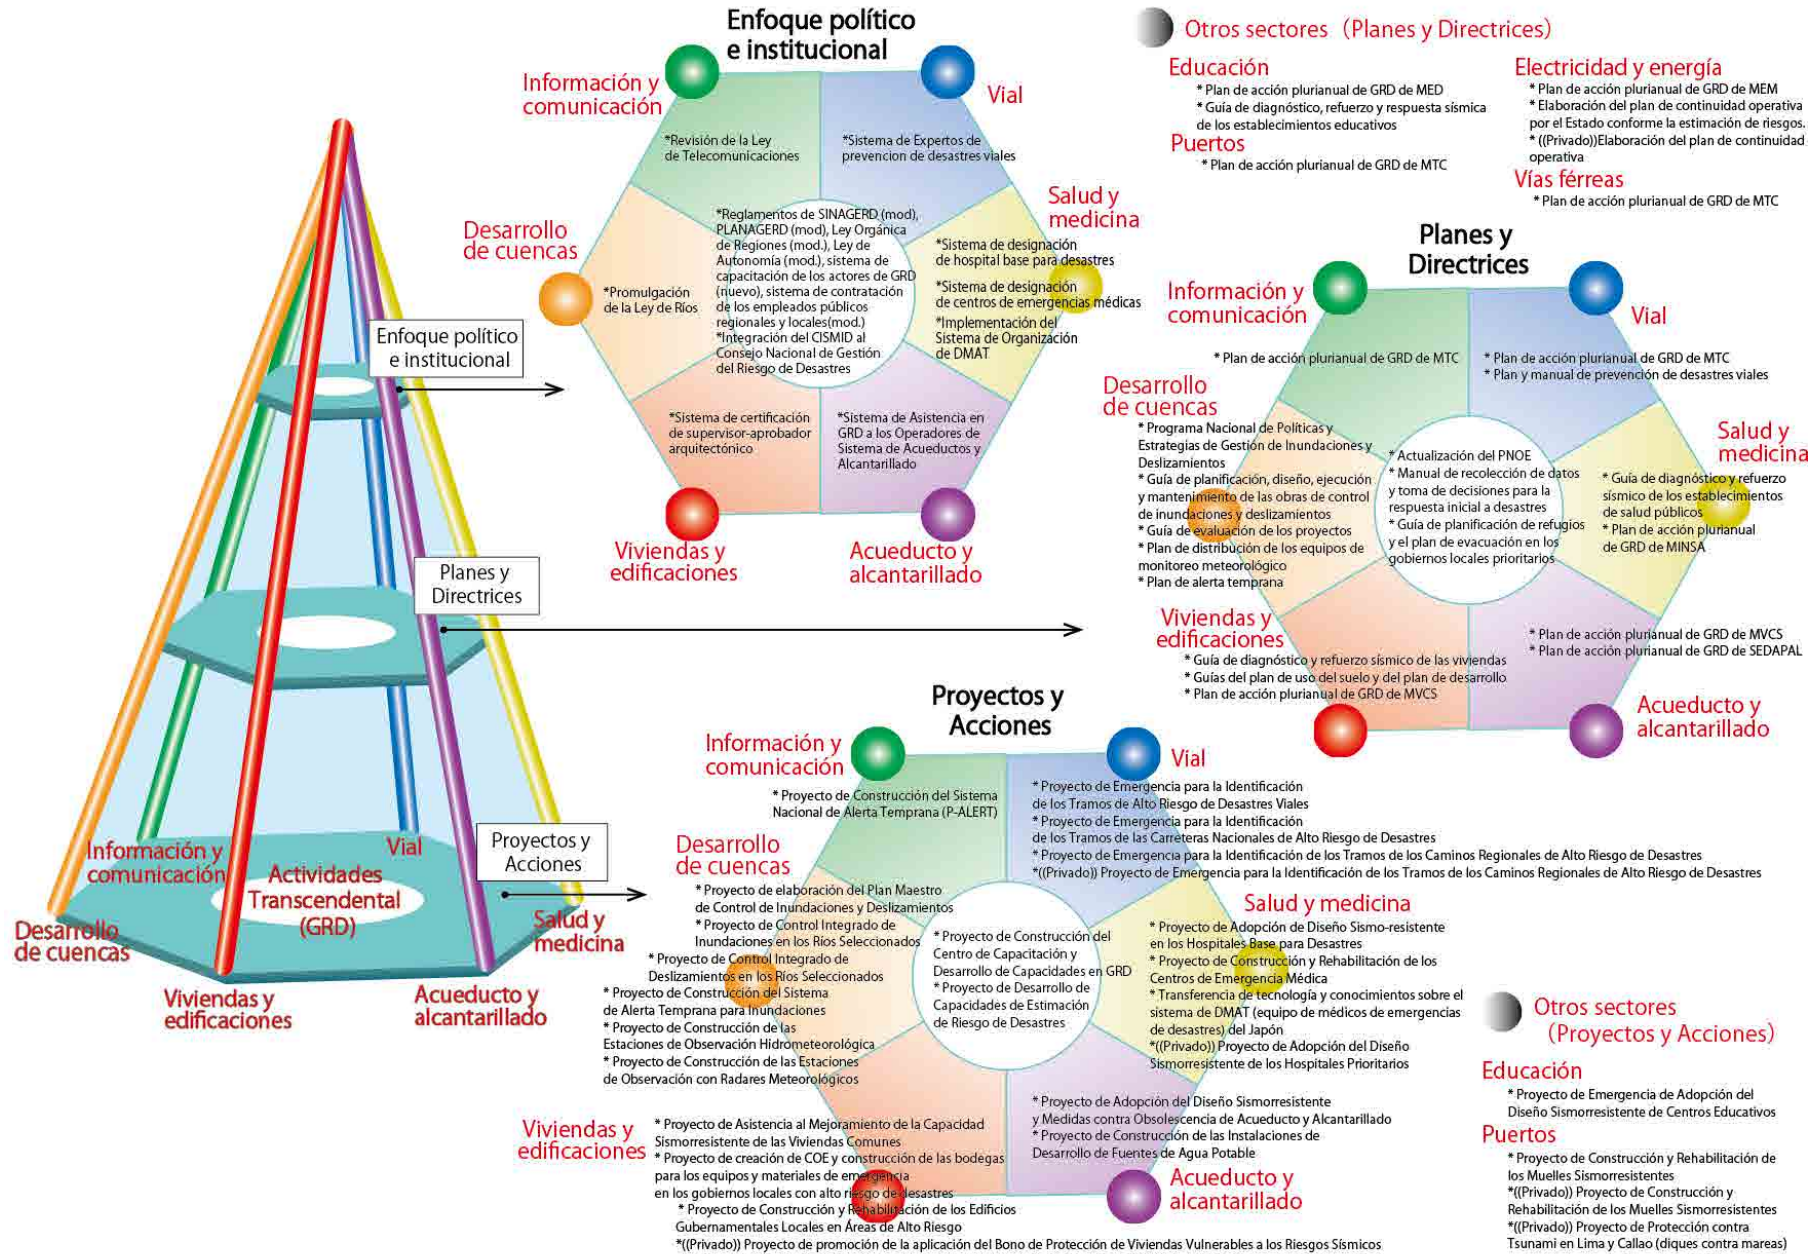 Enfoque político
e institucional
Información y
comunicación
Vial
*Revisión de la Ley
de Telecomunicaciones
*Sistema de Expertos de
prevencion de desastres viales
Salud y
medicina
Desarrollo
de cuencas
*Reglamentos de SINAGERD (mod),
PLANAGERD (mod), Ley Orgánica
de Regiones (mod.), Ley de
Autonomía (mod.), sistema de
capacitación de los actores de GRD
(nuevo), sistema de contratación
de los empleados públicos
regionales y locales(mod.)
*Integración del CISMID al
Consejo Nacional de Gestión
del Riesgo de Desastres
*Sistema de designación
de hospital base para desastres
*Sistema de designación
de centros de emergencias médicas
*Implementación del
Sistema de Organización
de DMAT
*Promulgación
de la Ley de Ríos
*Sistema de certificación
de supervisor-aprobador
arquitectónico
*Sistema de Asistencia en
GRD a los Operadores de
Sistema de Acueductos y
Alcantarillado
Viviendas y
edificaciones
Acueducto y
alcantarillado
Otros sectores (Planes y Directrices)
Educación
* Plan de acción plurianual de GRD de MED
* Guía de diagnóstico, refuerzo y respuesta sísmica
de los establecimientos educativos
Puertos
* Plan de acción plurianual de GRD de MTC
Electricidad y energía
* Plan de acción plurianual de GRD de MEM
* Elaboración del plan de continuidad operativa
por el Estado conforme la estimación de riesgos.
* ((Privado))Elaboración del plan de continuidad
operativa
Vías férreas
* Plan de acción plurianual de GRD de MTC
Planes y
Directrices
Información y
comunicación
Vial
* Plan de acción plurianual de GRD de MTC
* Plan de acción plurianual de GRD de MTC
* Plan y manual de prevención de desastres viales
Desarrollo
de cuencas
* Programa Nacional de Políticas y
Estrategias de Gestión de Inundaciones y
Deslizamientos
* Guía de planificación, diseño, ejecución
y mantenimiento de las obras de control
de inundaciones y deslizamientos
* Guía de evaluación de los proyectos
* Plan de distribución de los equipos de
monitoreo meteorológico
* Plan de alerta temprana
* Actualización del PNOE
* Manual de recolección de datos
y toma de decisiones para la
respuesta inicial a desastres
* Guía de planificación de refugios
y el plan de evacuación en los
gobiernos locales prioritarios
Salud y
medicina
* Guía de diagnóstico y refuerzo
sísmico de los establecimientos
de salud públicos
* Plan de acción plurianual
de GRD de MINSA
Viviendas y
edificaciones
* Guía de diagnóstico y refuerzo sísmico de las viviendas
* Guías del plan de uso del suelo y del plan de desarrollo
* Plan de acción plurianual de GRD de MVCS
* Plan de acción plurianual de GRD de MVCS
* Plan de acción plurianual de GRD de SEDAPAL
Acueducto y
alcantarillado
Enfoque político
e institucional
Planes y
Directrices
Proyectos y
Acciones
Información y
comunicación
Vial
Actividades
Transcendental
(GRD)
Desarrollo
de cuencas
Salud y
medicina
Viviendas y
edificaciones
Acueducto y
alcantarillado
Proyectos y
Acciones
Información y
comunicación
Vial
* Proyecto de Construcción del Sistema
Nacional de Alerta Temprana (P-ALERT)
* Proyecto de Emergencia para la Identificación
de los Tramos de Alto Riesgo de Desastres Viales
* Proyecto de Emergencia para la Identificación
de los Tramos de las Carreteras Nacionales de Alto Riesgo de Desastres
* Proyecto de Emergencia para la Identificación de los Tramos de los Caminos Regionales de Alto Riesgo de Desastres
*((Privado)) Proyecto de Emergencia para la Identificación de los Tramos de los Caminos Regionales de Alto Riesgo de Desastres
Desarrollo
de cuencas
* Proyecto de elaboración del Plan Maestro
de Control de Inundaciones y Deslizamientos
* Proyecto de Control Integrado de
Inundaciones en los Ríos Seleccionados
* Proyecto de Control Integrado de
Deslizamientos en los Ríos Seleccionados
* Proyecto de Construcción del Sistema
de Alerta Temprana para Inundaciones
* Proyecto de Construcción de las
Estaciones de Observación Hidrometeorológica
* Proyecto de Construcción de las Estaciones
de Observación con Radares Meteorológicos
* Proyecto de Construcción del
Centro de Capacitación y
Desarrollo de Capacidades en GRD
* Proyecto de Desarrollo de
Capacidades de Estimación
de Riesgo de Desastres
Salud y medicina
* Proyecto de Adopción de Diseño Sismo-resistente
en los Hospitales Base para Desastres
* Proyecto de Construcción y Rehabilitación de los
Centros de Emergencia Médica
* Transferencia de tecnología y conocimientos sobre el
sistema de DMAT (equipo de médicos de emergencias
de desastres) del Japón
*((Privado)) Proyecto de Adopción del Diseño
Sismorresistente de los Hospitales Prioritarios
Viviendas y
edificaciones
* Proyecto de Asistencia al Mejoramiento de la Capacidad
Sismorresistente de las Viviendas Comunes
* Proyecto de creación de COE y construcción de las bodegas
para los equipos y materiales de emergencia
en los gobiernos locales con alto riesgo de desastres
* Proyecto de Construcción y Rehabilitación de los Edificios
Gubernamentales Locales en Áreas de Alto Riesgo
*((Privado)) Proyecto de promoción de la aplicación del Bono de Protección de Viviendas Vulnerables a los Riesgos Sísmicos
* Proyecto de Adopción del Diseño Sismorresistente
y Medidas contra Obsolescencia de Acueducto y Alcantarillado
* Proyecto de Construcción de las Instalaciones de
Desarrollo de Fuentes de Agua Potable
Acueducto y
alcantarillado
Otros sectores
(Proyectos y Acciones)
Educación
* Proyecto de Emergencia de Adopción del
Diseño Sismorresistente de Centros Educativos
Puertos
* Proyecto de Construcción y Rehabilitación de
los Muelles Sismorresistentes
*((Privado)) Proyecto de Construcción y
Rehabilitación de los Muelles Sismorresistentes
*((Privado)) Proyecto de Protección contra
Tsunami en Lima y Callao (diques contra mareas)